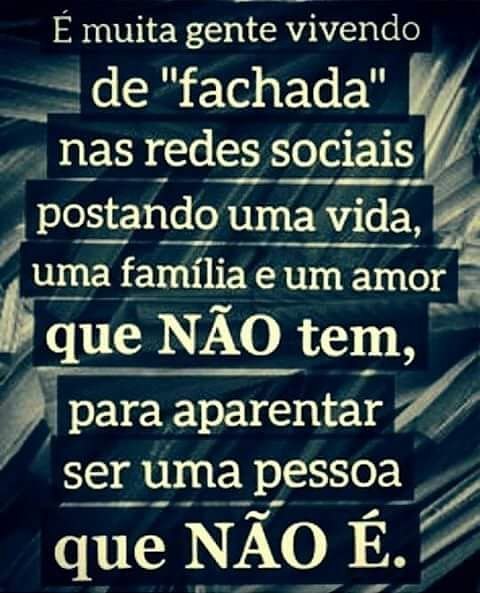 É muita gente vivendo
de "fachada"
nas redes sociais
postando uma vida,
uma família e um amor
que NÃO tem,
para aparentar
ser uma pessoa
que NÃO É.